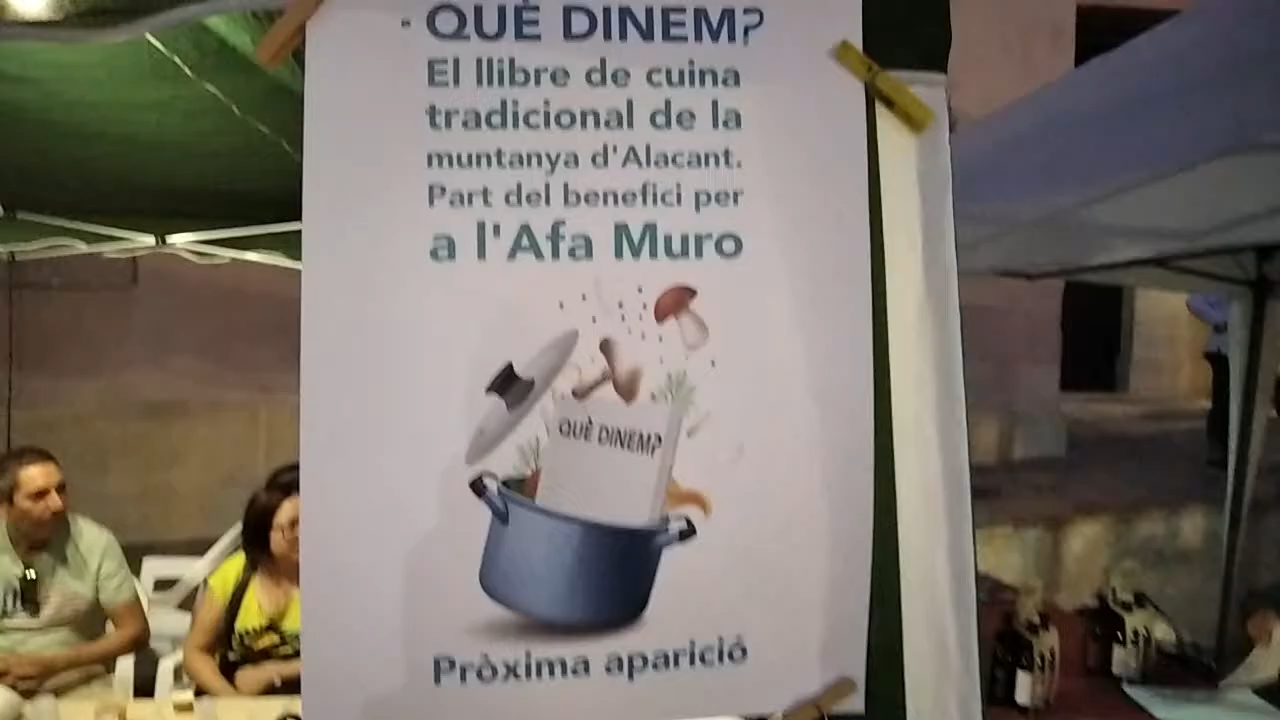 · QUÈ DINEM?
El llibre de cuina
tradicional de la
muntanya d'Alacant.
Part del benefici per
a l'Afa Muro
QUÈ DINEM?
Pròxima aparició